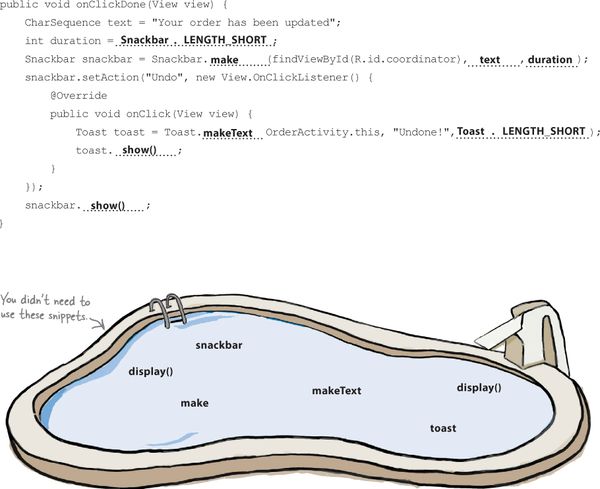 public void onClickDone(View view) {
CharSequence text = "Your order has been updated";
int duration = Snackbar . LENGTH_SHORT ;
Snackbar snackbar = Snackbar. make (findViewById(R.id.coordinator), text , duration );
snackbar.setAction("Undo", new View.OnClickListener() {
@Override
public void onClick(View view) {
Toast toast = Toast. makeText OrderActivity.this, "Undone!", Toast . LENGTH_SHORT );
toast. show() ;
}
});
snackbar. show() ;
}
You didn't need to
use these snippets.
snackbar
display()
make
makeText
display()
toast